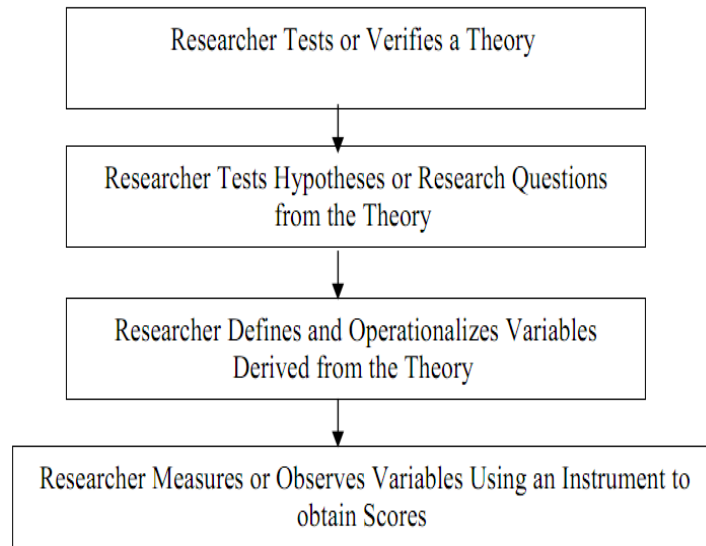 Researcher Tests or Verifies a Theory
Researcher Tests Hypotheses or Research Questions
from the Theory
Researcher Defines and Operationalizes Variables
Derived from the Theory
Researcher Measures or Observes Variables Using an Instrument to
obtain Scores